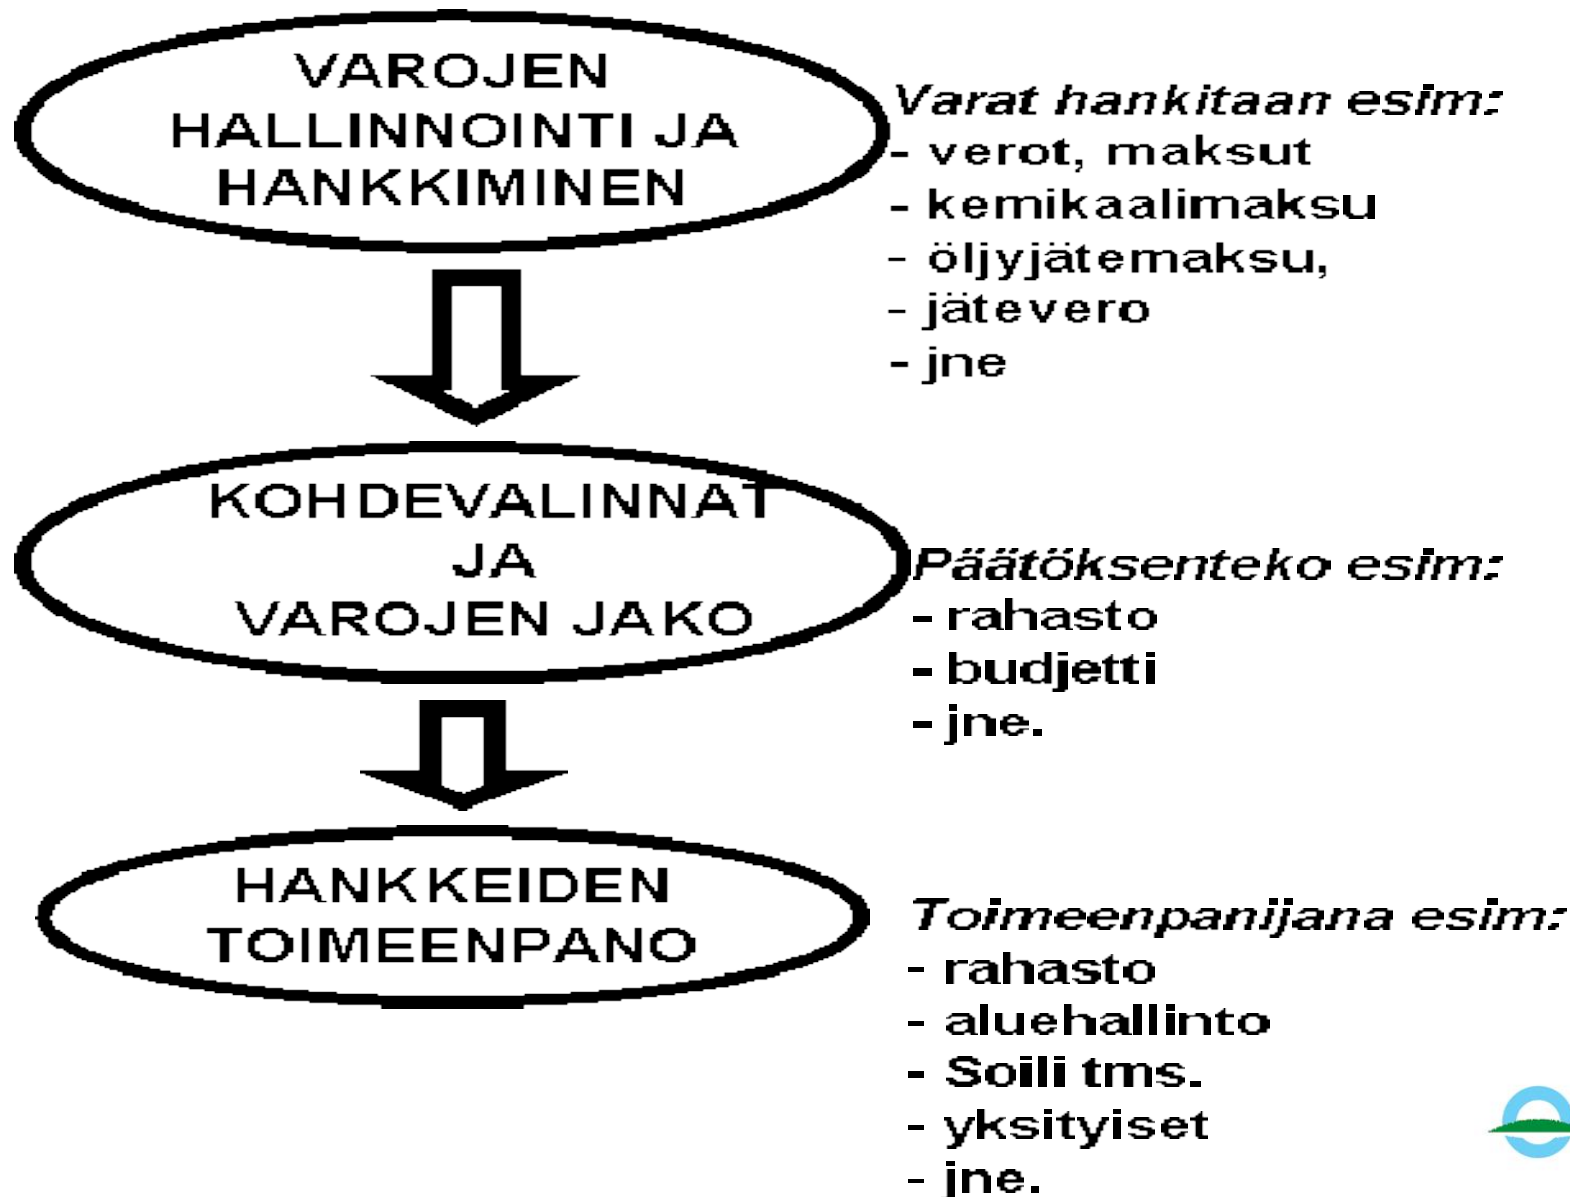 VAROJEN
HALLINNOINTI JA
HANKKIMINEN
Varat hankitaan esim:
- verot, maksut
- kemikaalimaksu
- öljyjätemaksu,
- jätevero
- jne
KOHDEVALINNAT
JA
VAROJEN JAKO
Päätöksenteko esim:
- rahasto
- budjetti
- jne.
HANKKEIDEN
TOIMEENPANO
Toimeenpanijana esim:
- rahasto
- aluehallinto
- Soili tms.
- yksityiset
- jne.